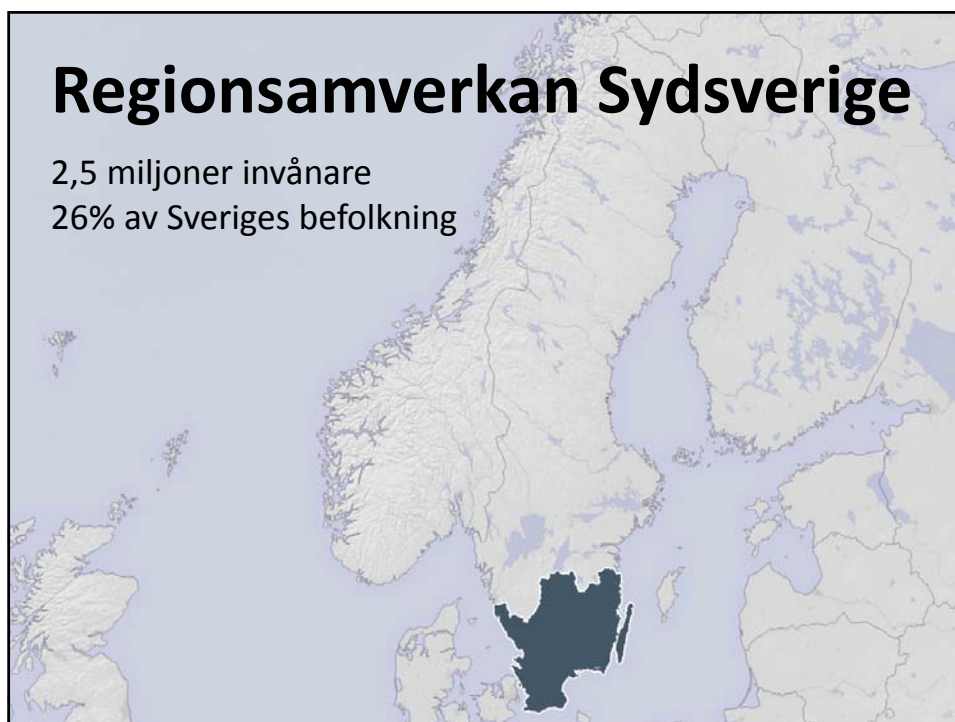 Regionsamverkan Sydsverige
2,5 miljoner invånare
26% av Sveriges befolkning